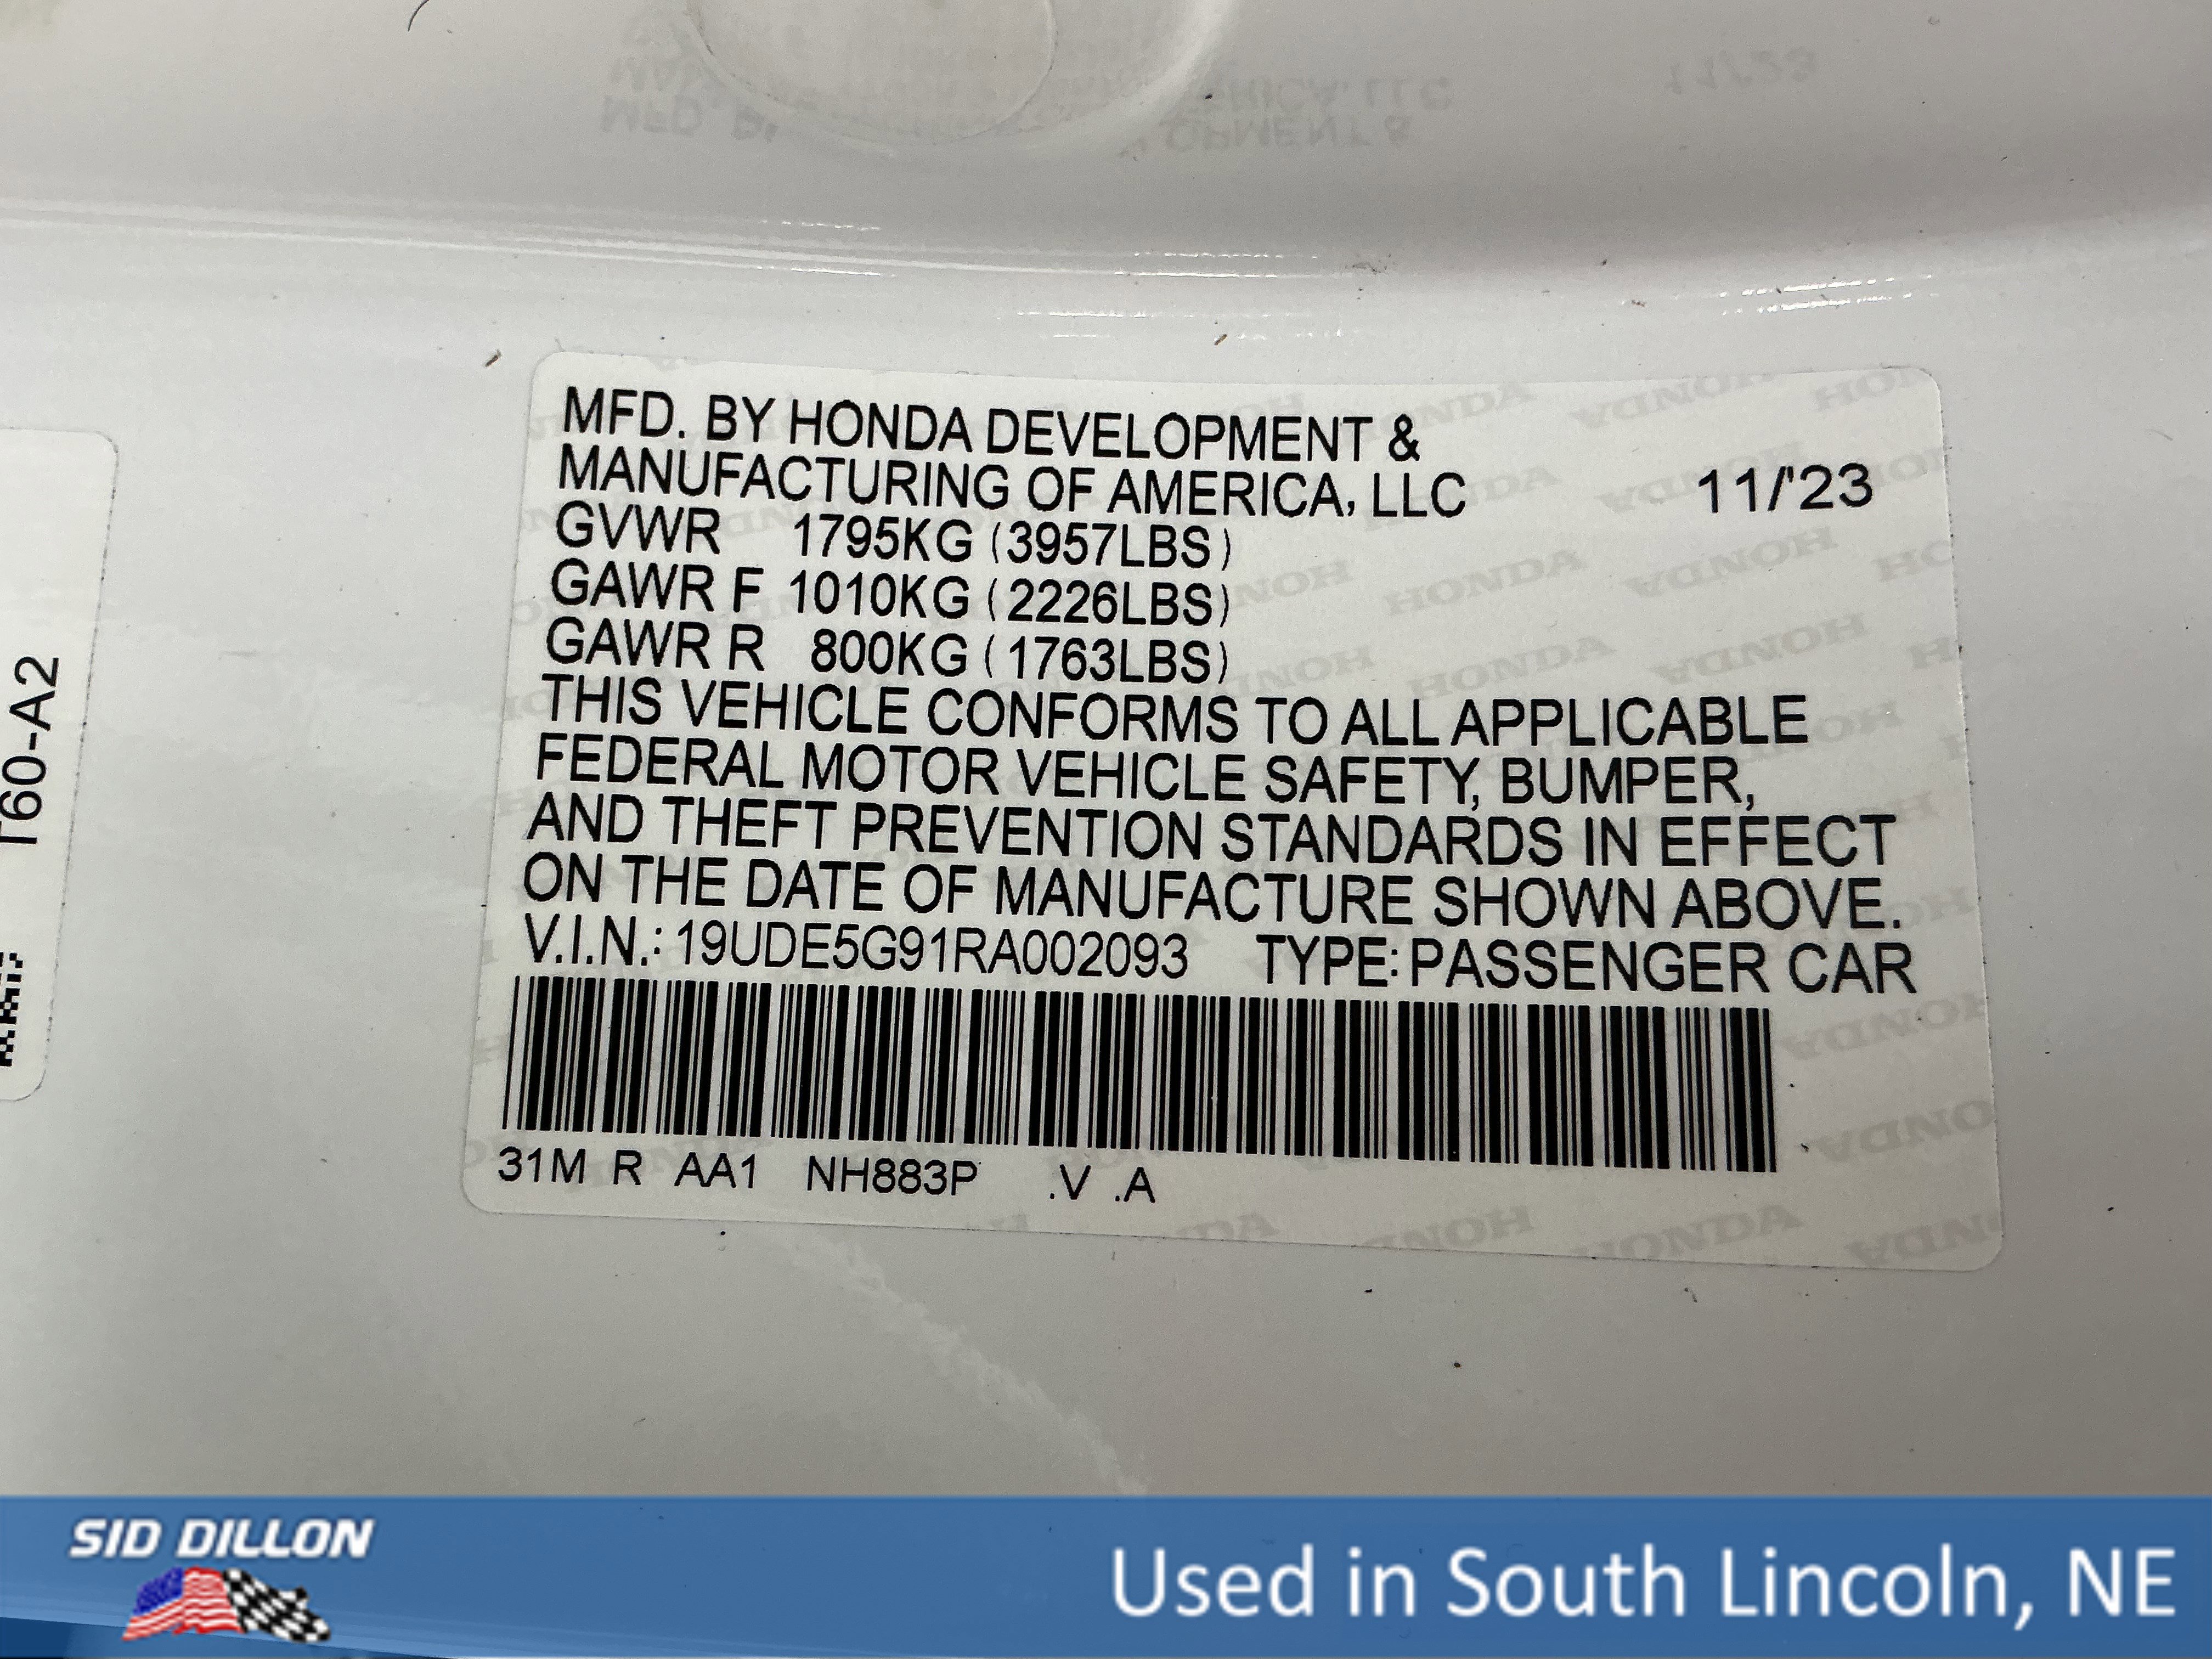 MFD. BY HONDA DEVELOPMENT &
MANUFACTURING OF AMERICA, LLC 11/'23
GVWR 1795KG (3957LBS)
GAWR F 1010KG (2226LBS)
GAWR R 800KG (1763LBS)
THIS VEHICLE CONFORMS TO ALL APPLICABLE
FEDERAL MOTOR VEHICLE SAFETY, BUMPER,
AND THEFT PREVENTION STANDARDS IN EFFECT
ON THE DATE OF MANUFACTURE SHOWN ABOVE.
V.I.N.: 19UDE5G91RA002093 TYPE: PASSENGER CAR
31M R AA1 NH883P .V .A
T60-A2
SID DILLON
Used in South Lincoln, NE